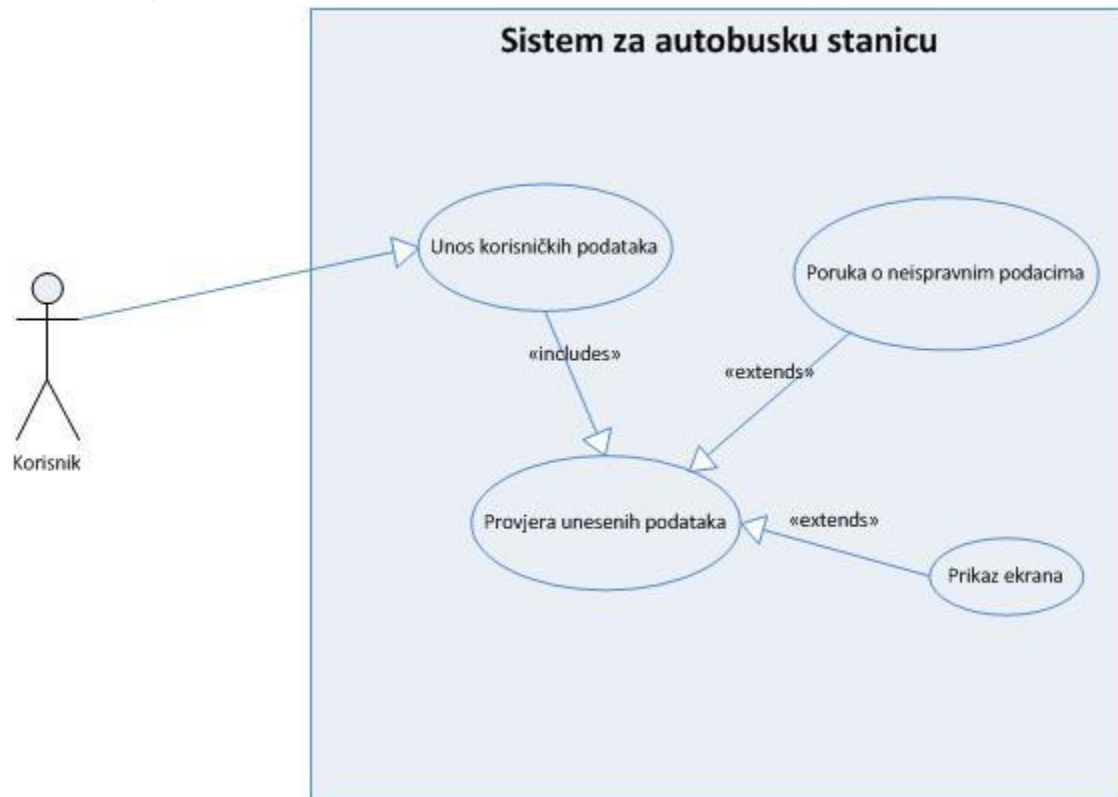 Sistem za autobusku stanicu
Unos korisničkih podataka
Poruka o neispravnim podacima
«includes»
«extends»
Korisnik
Provjera unesenih podataka
«extends»
Prikaz ekrana